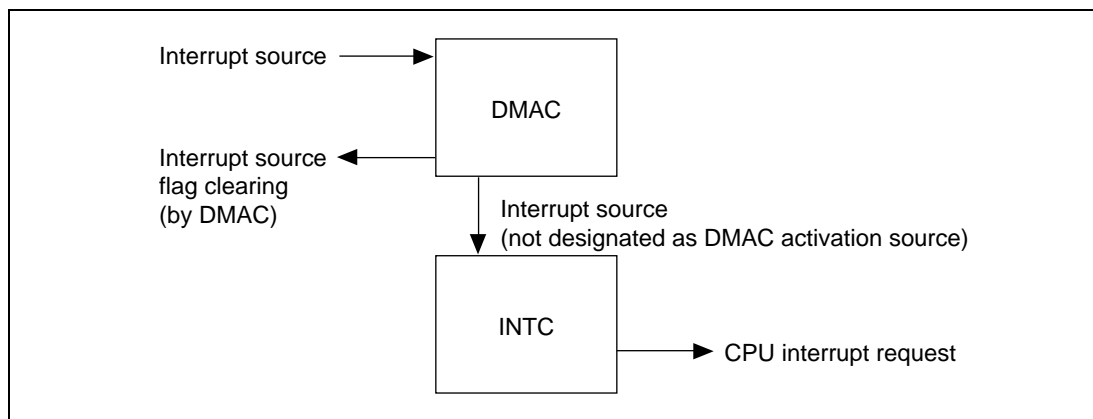 Interrupt source
DMAC
Interrupt source
flag clearing
(by DMAC)
Interrupt source
(not designated as DMAC activation source)
INTC
CPU interrupt request